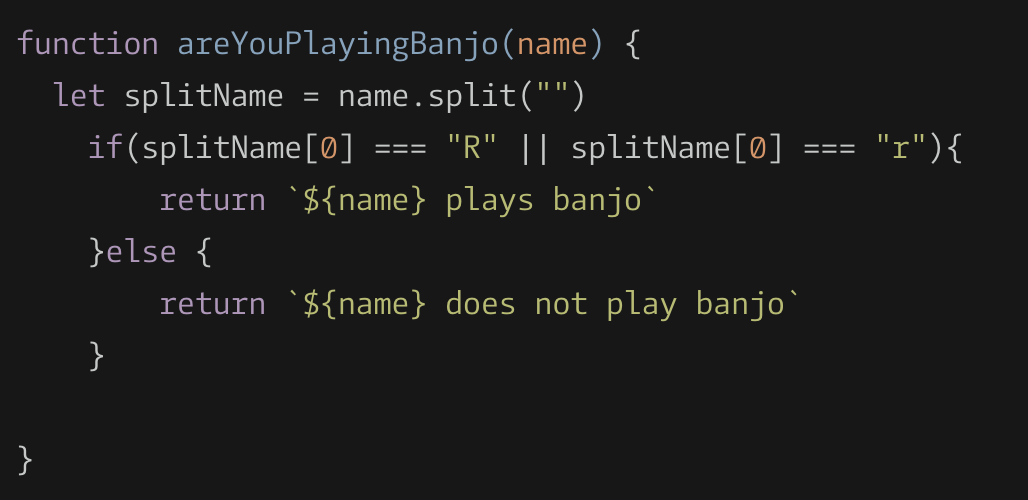 function areYouPlayingBanjo(name) {
  let splitName = name.split("")
    if(splitName[0] === "R" || splitName[0] === "r"){
        return `${name} plays banjo`
    }else {
        return `${name} does not play banjo`
    }

}